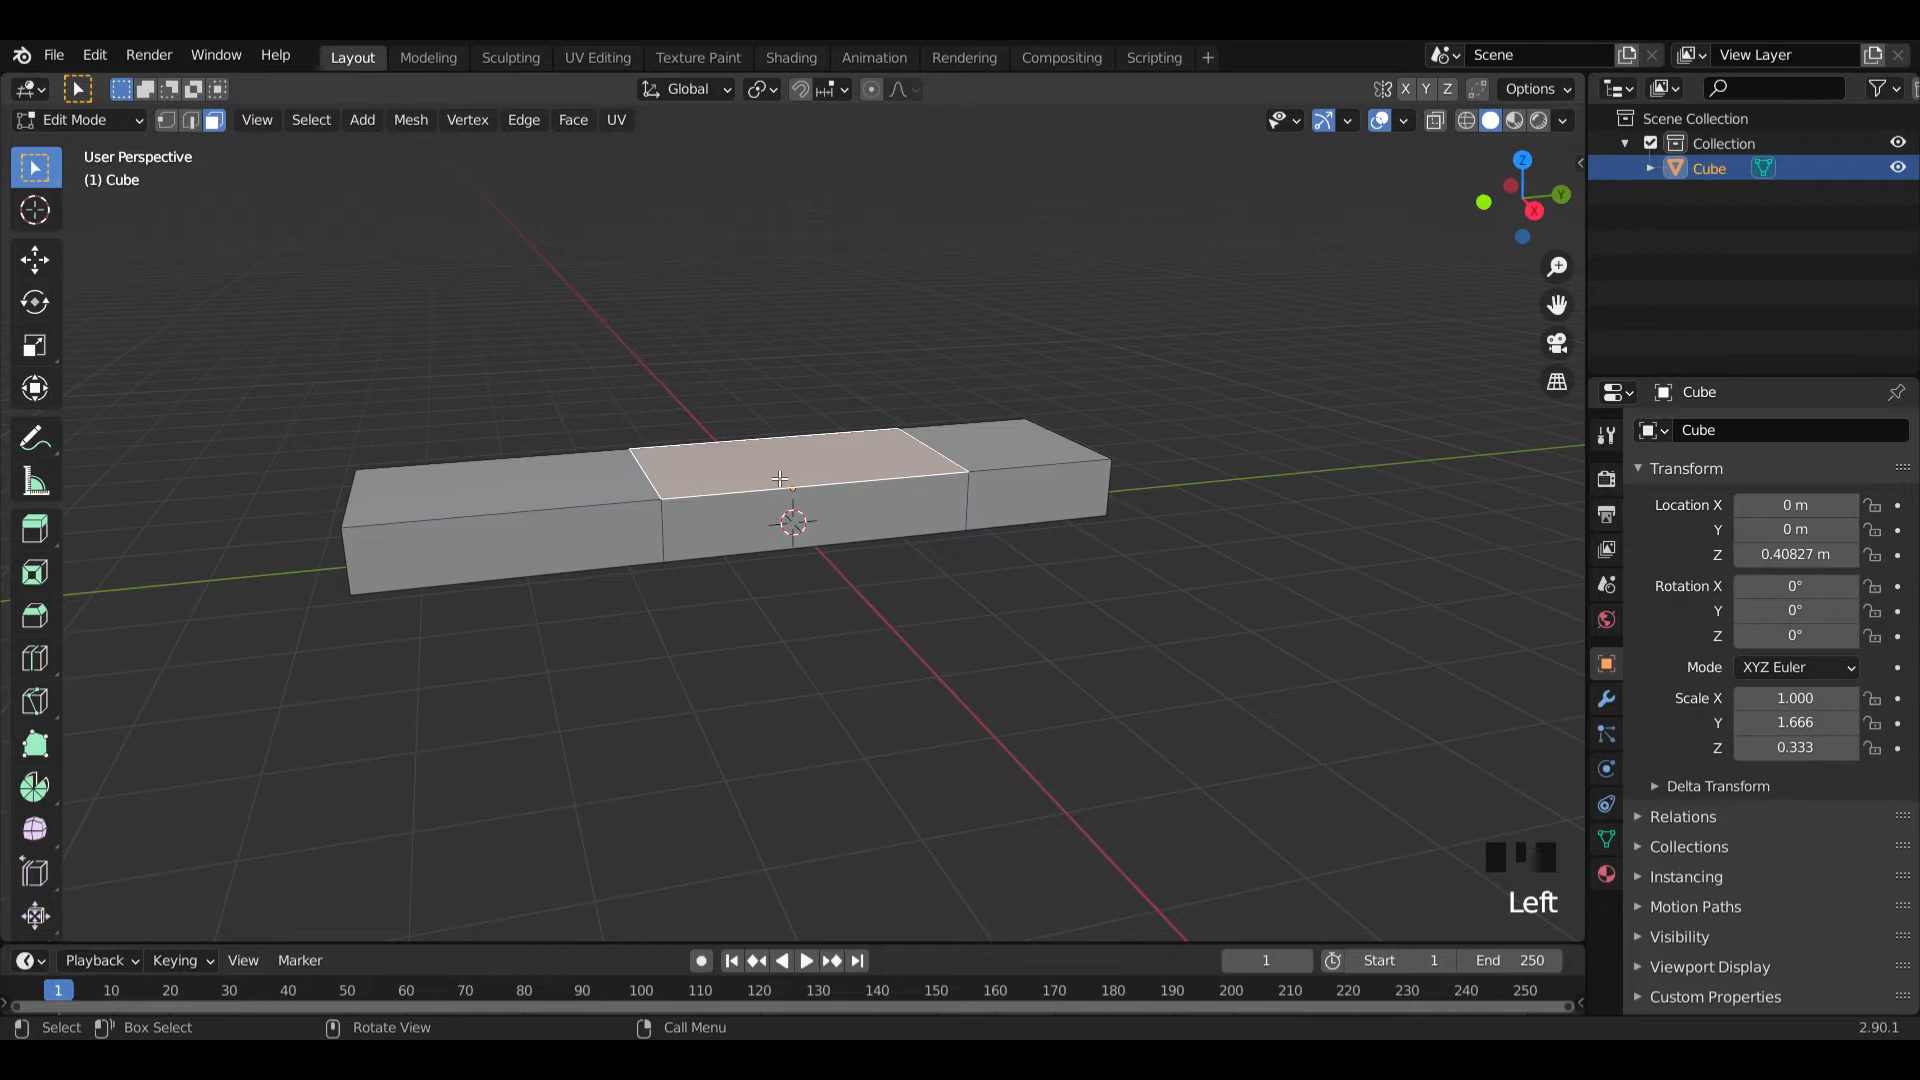 File Edit Render Window Help Layout Modeling Sculpting UV Editing Texture Paint Shading Animation Rendering Compositing Scripting + Scene View Layer
Global X Y Z Options
Edit Mode View Select Add Mesh Vertex Edge Face UV
User Perspective
(1) Cube
Z
Y
X
Left
Scene Collection
Collection
Cube
Cube
Cube
Transform
Location X 0 m
Y 0 m
Z 0.40827 m
Rotation X 0°
Y 0°
Z 0°
Mode XYZ Euler
Scale X 1.000
Y 1.666
Z 0.333
Delta Transform
Relations
Collections
Instancing
Motion Paths
Visibility
Viewport Display
Custom Properties
Playback Keying View Marker 1 Start 1 End 250
1 10 20 30 40 50 60 70 80 90 100 110 120 130 140 150 160 170 180 190 200 210 220 230 240 250
Select Box Select Rotate View Call Menu 2.90.1